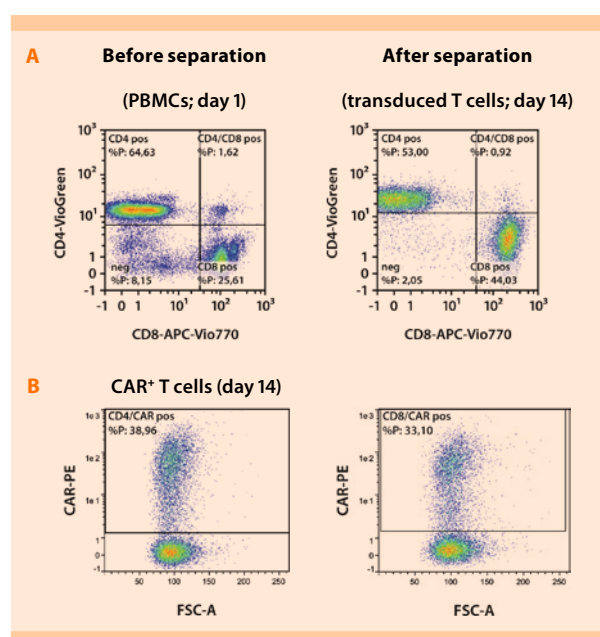 A
Before separation
(PBMCs; day 1)
After separation
(transduced T cells; day 14)
10³
10²
10¹
1
0
-1
CD4-VioGreen
CD4 pos
%P: 64,63
CD4/CD8 pos
%P: 1,62
neg
%P: 8,15
CD8 pos
%P: 25,61
-1 0 1 10¹ 10² 10³
CD8-APC-Vio770
10³
10²
10¹
1
0
-1
CD4-VioGreen
CD4 pos
%P: 53,00
CD4/CD8 pos
%P: 0,92
neg
%P: 2,05
CD8 pos
%P: 44,03
-1 0 1 10¹ 10² 10³
CD8-APC-Vio770
B
CAR⁺ T cells (day 14)
1e3
1e2
1e1
1
0
-1
CAR-PE
CD4/CAR pos
%P: 38,96
50 100 150 200 250
FSC-A
1e3
1e2
1e1
1
0
-1
CAR-PE
CD8/CAR pos
%P: 33,10
50 100 150 200 250
FSC-A